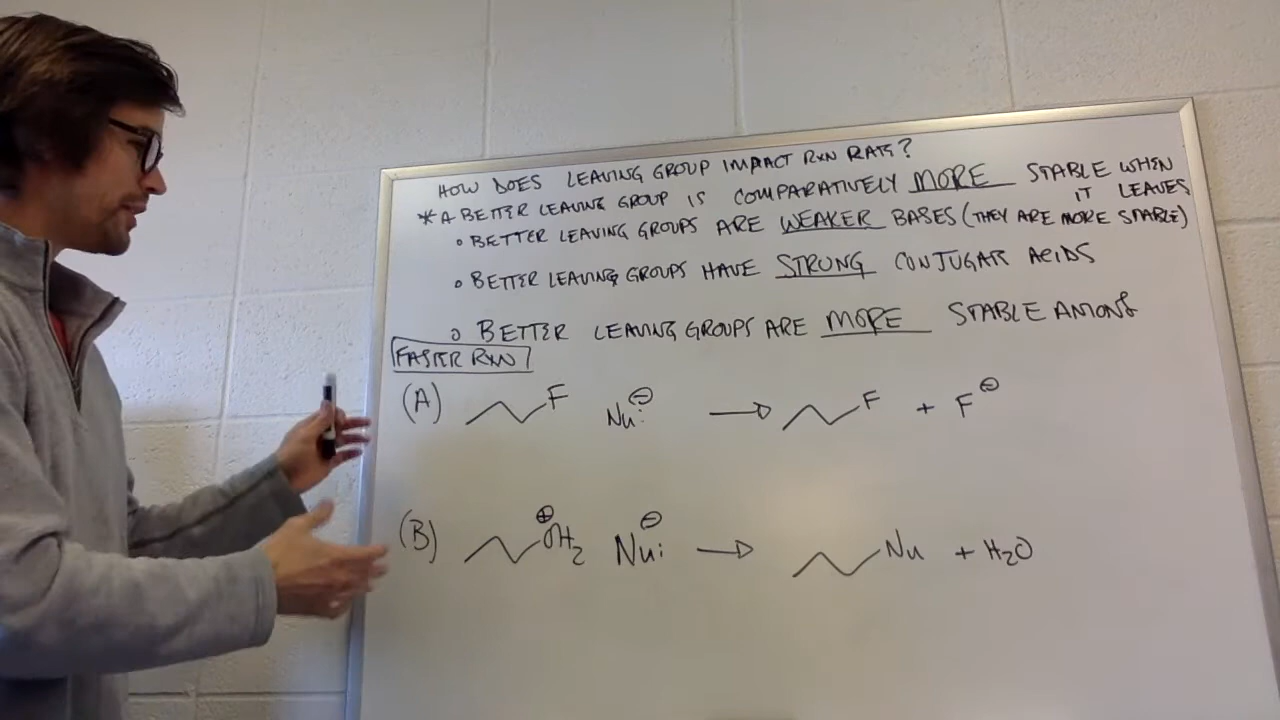 HOW DOES LEAVING GROUP IMPACT RXN RATE?
* A BETTER LEAVING GROUP IS COMPARATIVELY MORE STABLE WHEN
IT LEAVES
• BETTER LEAVING GROUPS ARE WEAKER BASES (THEY ARE MORE STABLE)
• BETTER LEAVING GROUPS HAVE STRONG CONJUGATE ACIDS
• BETTER LEAVING GROUPS ARE MORE STABLE ANIONS
FASTER RXN
(A) F Nu:⊖ → F + F⊖
(B) ⊕OH₂ Nu:⊖ → Nu + H₂O